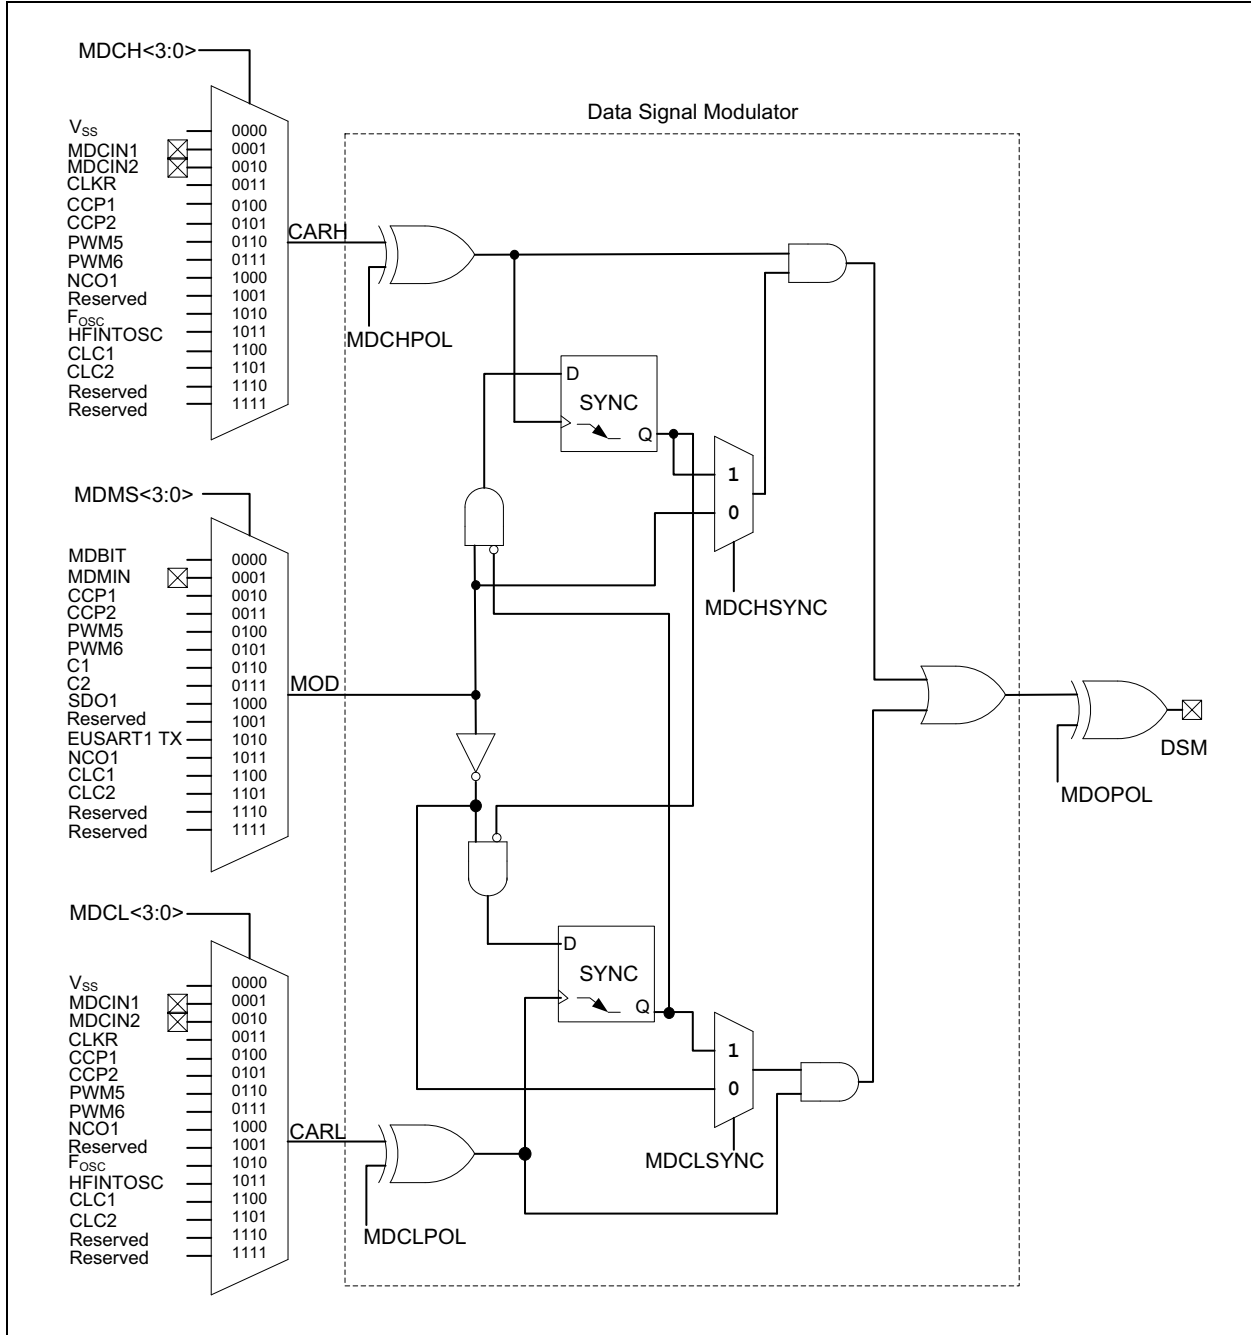 Data Signal Modulator
MDCH<3:0>
VSS 0000
MDCIN1 0001
MDCIN2 0010
CLKR 0011
CCP1 0100
CCP2 0101
PWM5 0110
PWM6 0111
NCO1 1000
Reserved 1001
FOSC 1010
HFINTOSC 1011
CLC1 1100
CLC2 1101
Reserved 1110
Reserved 1111
CARH
MDCHPOL
D
SYNC
Q
1
0
MDCHSYNC
MDMS<3:0>
MDBIT 0000
MDMIN 0001
CCP1 0010
CCP2 0011
PWM5 0100
PWM6 0101
C1 0110
C2 0111
SDO1 1000
Reserved 1001
EUSART1 TX 1010
NCO1 1011
CLC1 1100
CLC2 1101
Reserved 1110
Reserved 1111
MOD
DSM
MDOPOL
MDCL<3:0>
VSS 0000
MDCIN1 0001
MDCIN2 0010
CLKR 0011
CCP1 0100
CCP2 0101
PWM5 0110
PWM6 0111
NCO1 1000
Reserved 1001
FOSC 1010
HFINTOSC 1011
CLC1 1100
CLC2 1101
Reserved 1110
Reserved 1111
CARL
MDCLPOL
D
SYNC
Q
1
0
MDCLSYNC